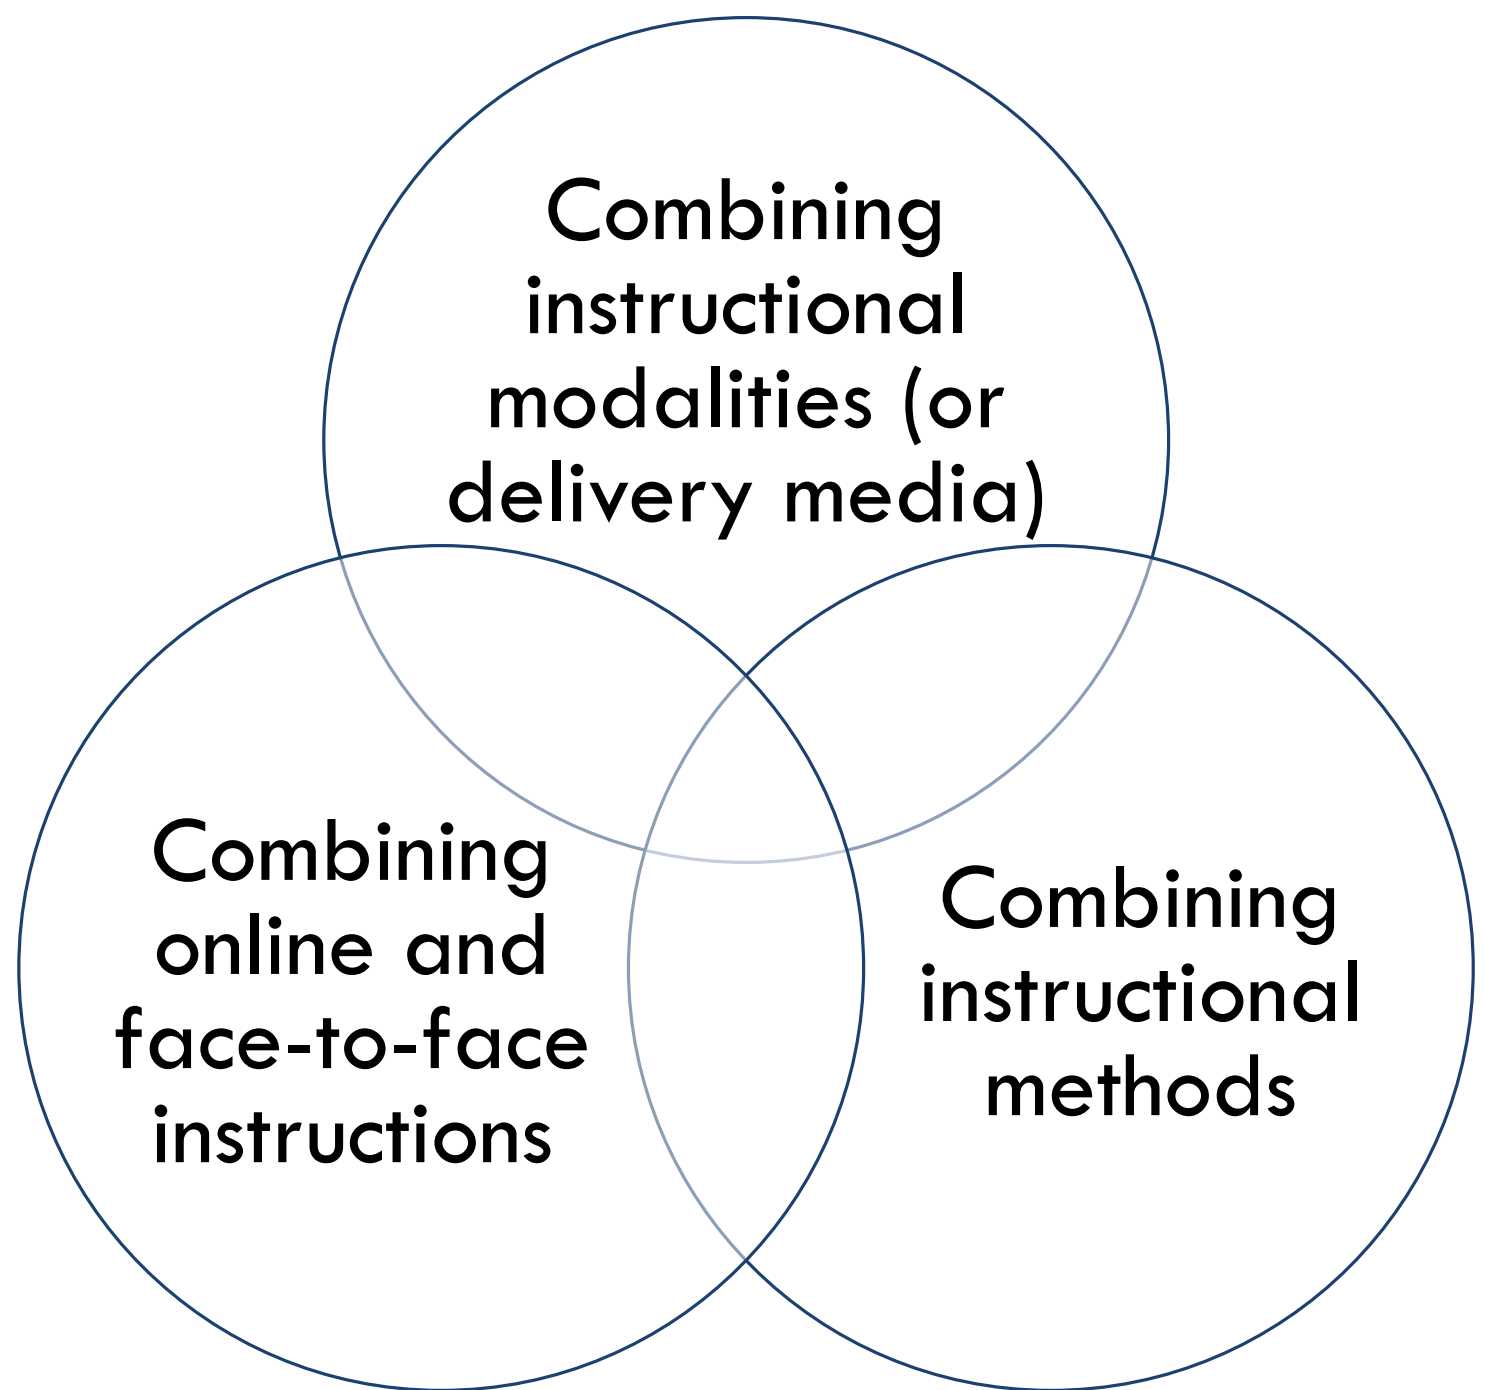 Combining
instructional
modalities (or
delivery media)
Combining
online and
face-to-face
instructions
Combining
instructional
methods